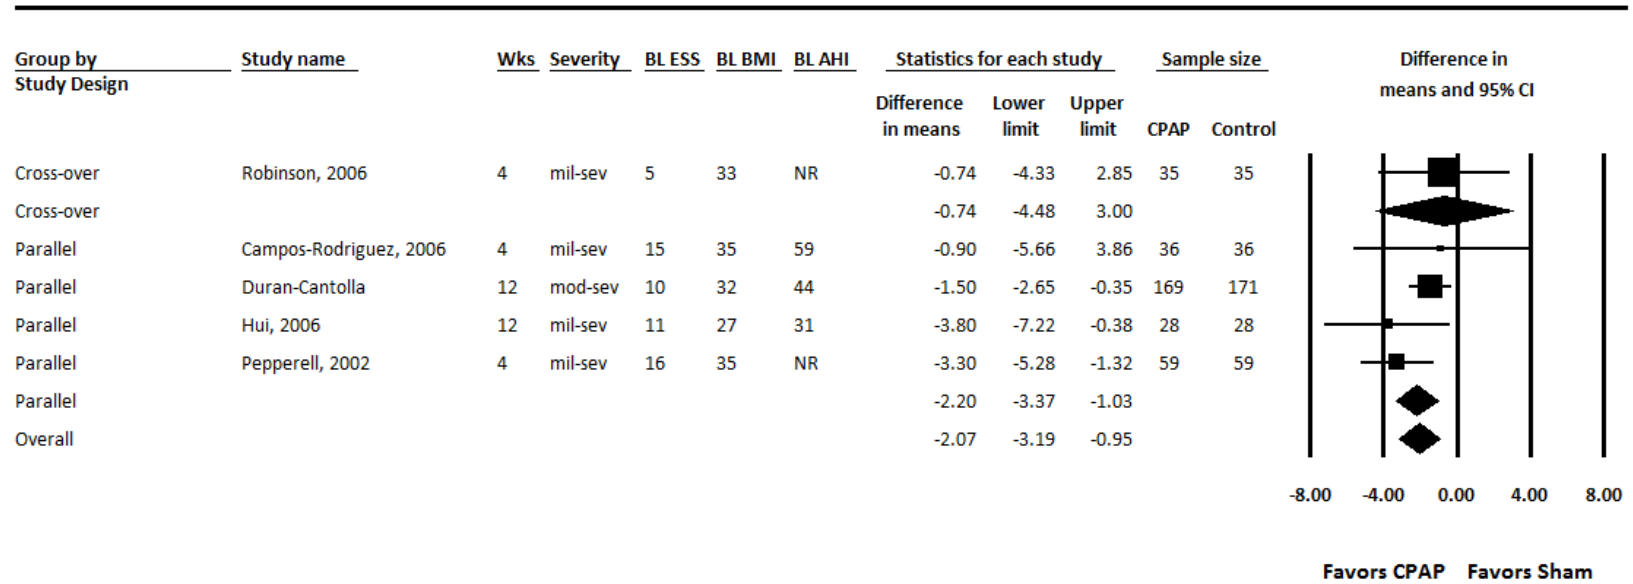 Group by Study name Wks Severity BL ESS BL BMI BL AHI Statistics for each study Sample size Difference in
Study Design means and 95% CI
Difference Lower Upper
in means limit limit CPAP Control
Cross-over Robinson, 2006 4 mil-sev 5 33 NR -0.74 -4.33 2.85 35 35
Cross-over -0.74 -4.48 3.00
Parallel Campos-Rodriguez, 2006 4 mil-sev 15 35 59 -0.90 -5.66 3.86 36 36
Parallel Duran-Cantolla 12 mod-sev 10 32 44 -1.50 -2.65 -0.35 169 171
Parallel Hui, 2006 12 mil-sev 11 27 31 -3.80 -7.22 -0.38 28 28
Parallel Pepperell, 2002 4 mil-sev 16 35 NR -3.30 -5.28 -1.32 59 59
Parallel -2.20 -3.37 -1.03
Overall -2.07 -3.19 -0.95
-8.00 -4.00 0.00 4.00 8.00
Favors CPAP Favors Sham